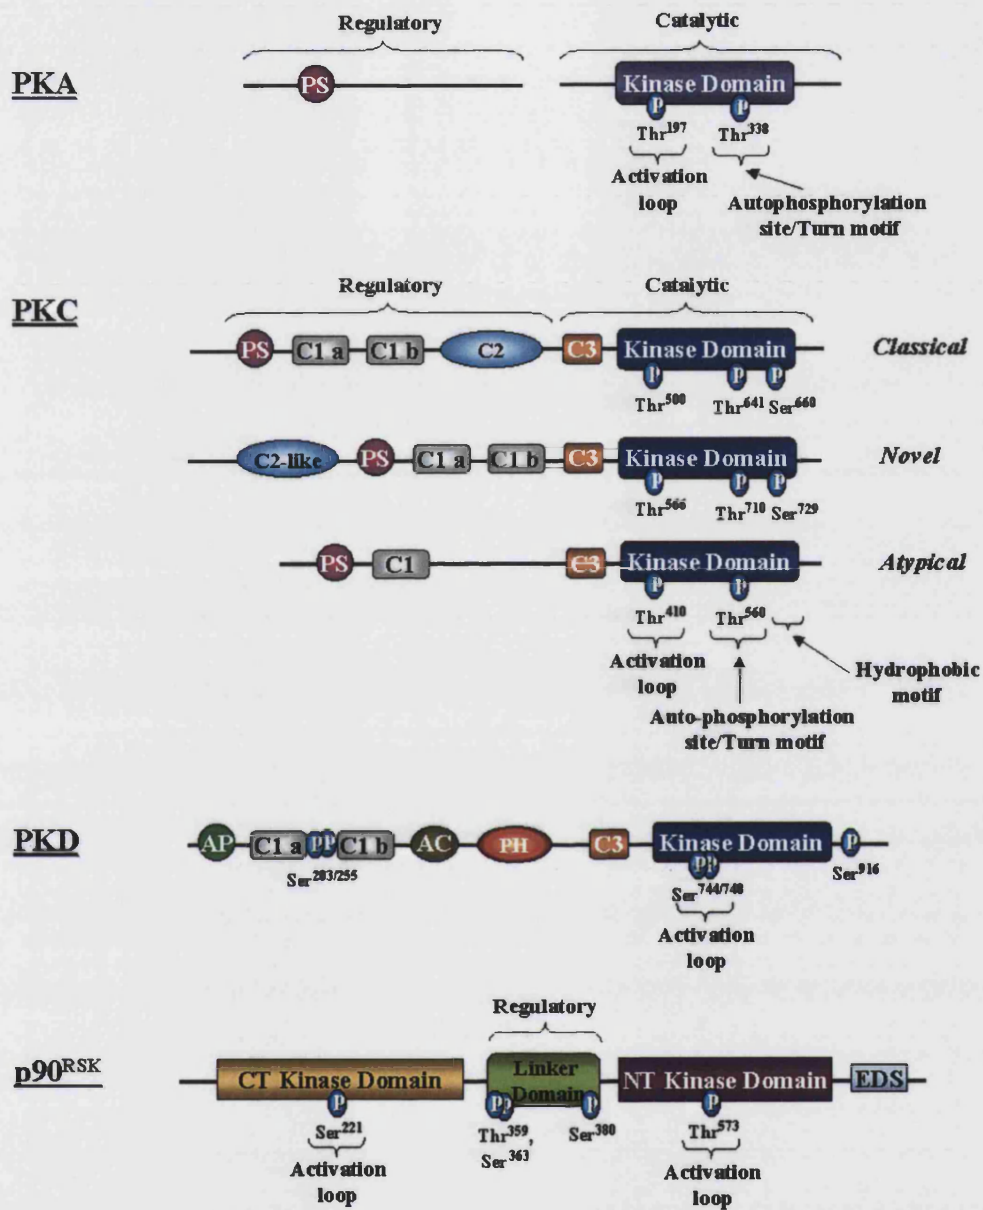 Regulatory Catalytic
PKA
PS Kinase Domain
P P
Thr197 Thr338
Activation
loop
Autophosphorylation
site/Turn motif
Regulatory Catalytic
PKC
PS C1 a C1 b C2 C3 Kinase Domain Classical
P P P
Thr500 Thr641 Ser660
C2-like PS C1 a C1 b C3 Kinase Domain Novel
P P P
Thr566 Thr710 Ser729
PS C1 C3 Kinase Domain Atypical
P P
Thr410 Thr560
Activation
loop
Hydrophobic
motif
Auto-phosphorylation
site/Turn motif
PKD
AP C1 a P P C1 b AC PH C3 Kinase Domain P
Ser203/255 P P Ser916
Ser744/748
Activation
loop
Regulatory
p90RSK
CT Kinase Domain Linker Domain NT Kinase Domain EDS
P P P P P
Ser221 Thr359, Ser363 Ser380 Thr573
Activation
loop
Activation
loop